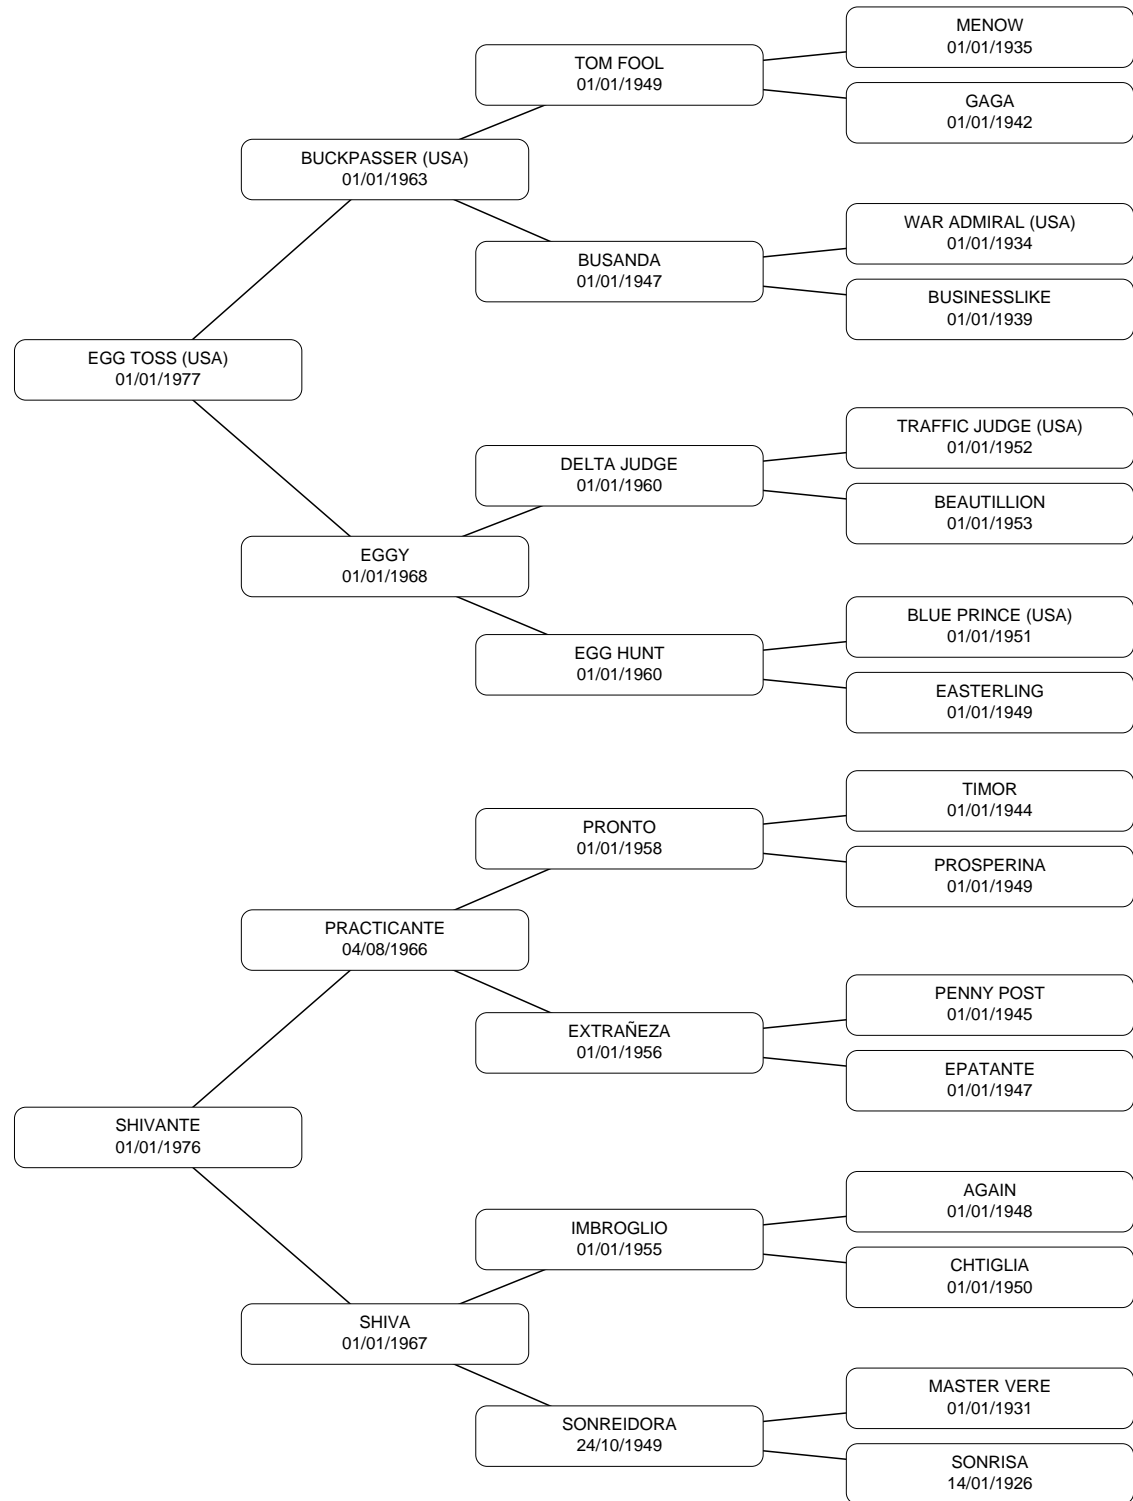 MENOW
01/01/1935
TOM FOOL
01/01/1949
GAGA
01/01/1942
BUCKPASSER (USA)
01/01/1963
WAR ADMIRAL (USA)
01/01/1934
BUSANDA
01/01/1947
BUSINESSLIKE
01/01/1939
EGG TOSS (USA)
01/01/1977
TRAFFIC JUDGE (USA)
01/01/1952
DELTA JUDGE
01/01/1960
BEAUTILLION
01/01/1953
EGGY
01/01/1968
BLUE PRINCE (USA)
01/01/1951
EGG HUNT
01/01/1960
EASTERLING
01/01/1949
TIMOR
01/01/1944
PRONTO
01/01/1958
PROSPERINA
01/01/1949
PRACTICANTE
04/08/1966
PENNY POST
01/01/1945
EXTRAÑEZA
01/01/1956
EPATANTE
01/01/1947
SHIVANTE
01/01/1976
AGAIN
01/01/1948
IMBROGLIO
01/01/1955
CHTIGLIA
01/01/1950
SHIVA
01/01/1967
MASTER VERE
01/01/1931
SONREIDORA
24/10/1949
SONRISA
14/01/1926